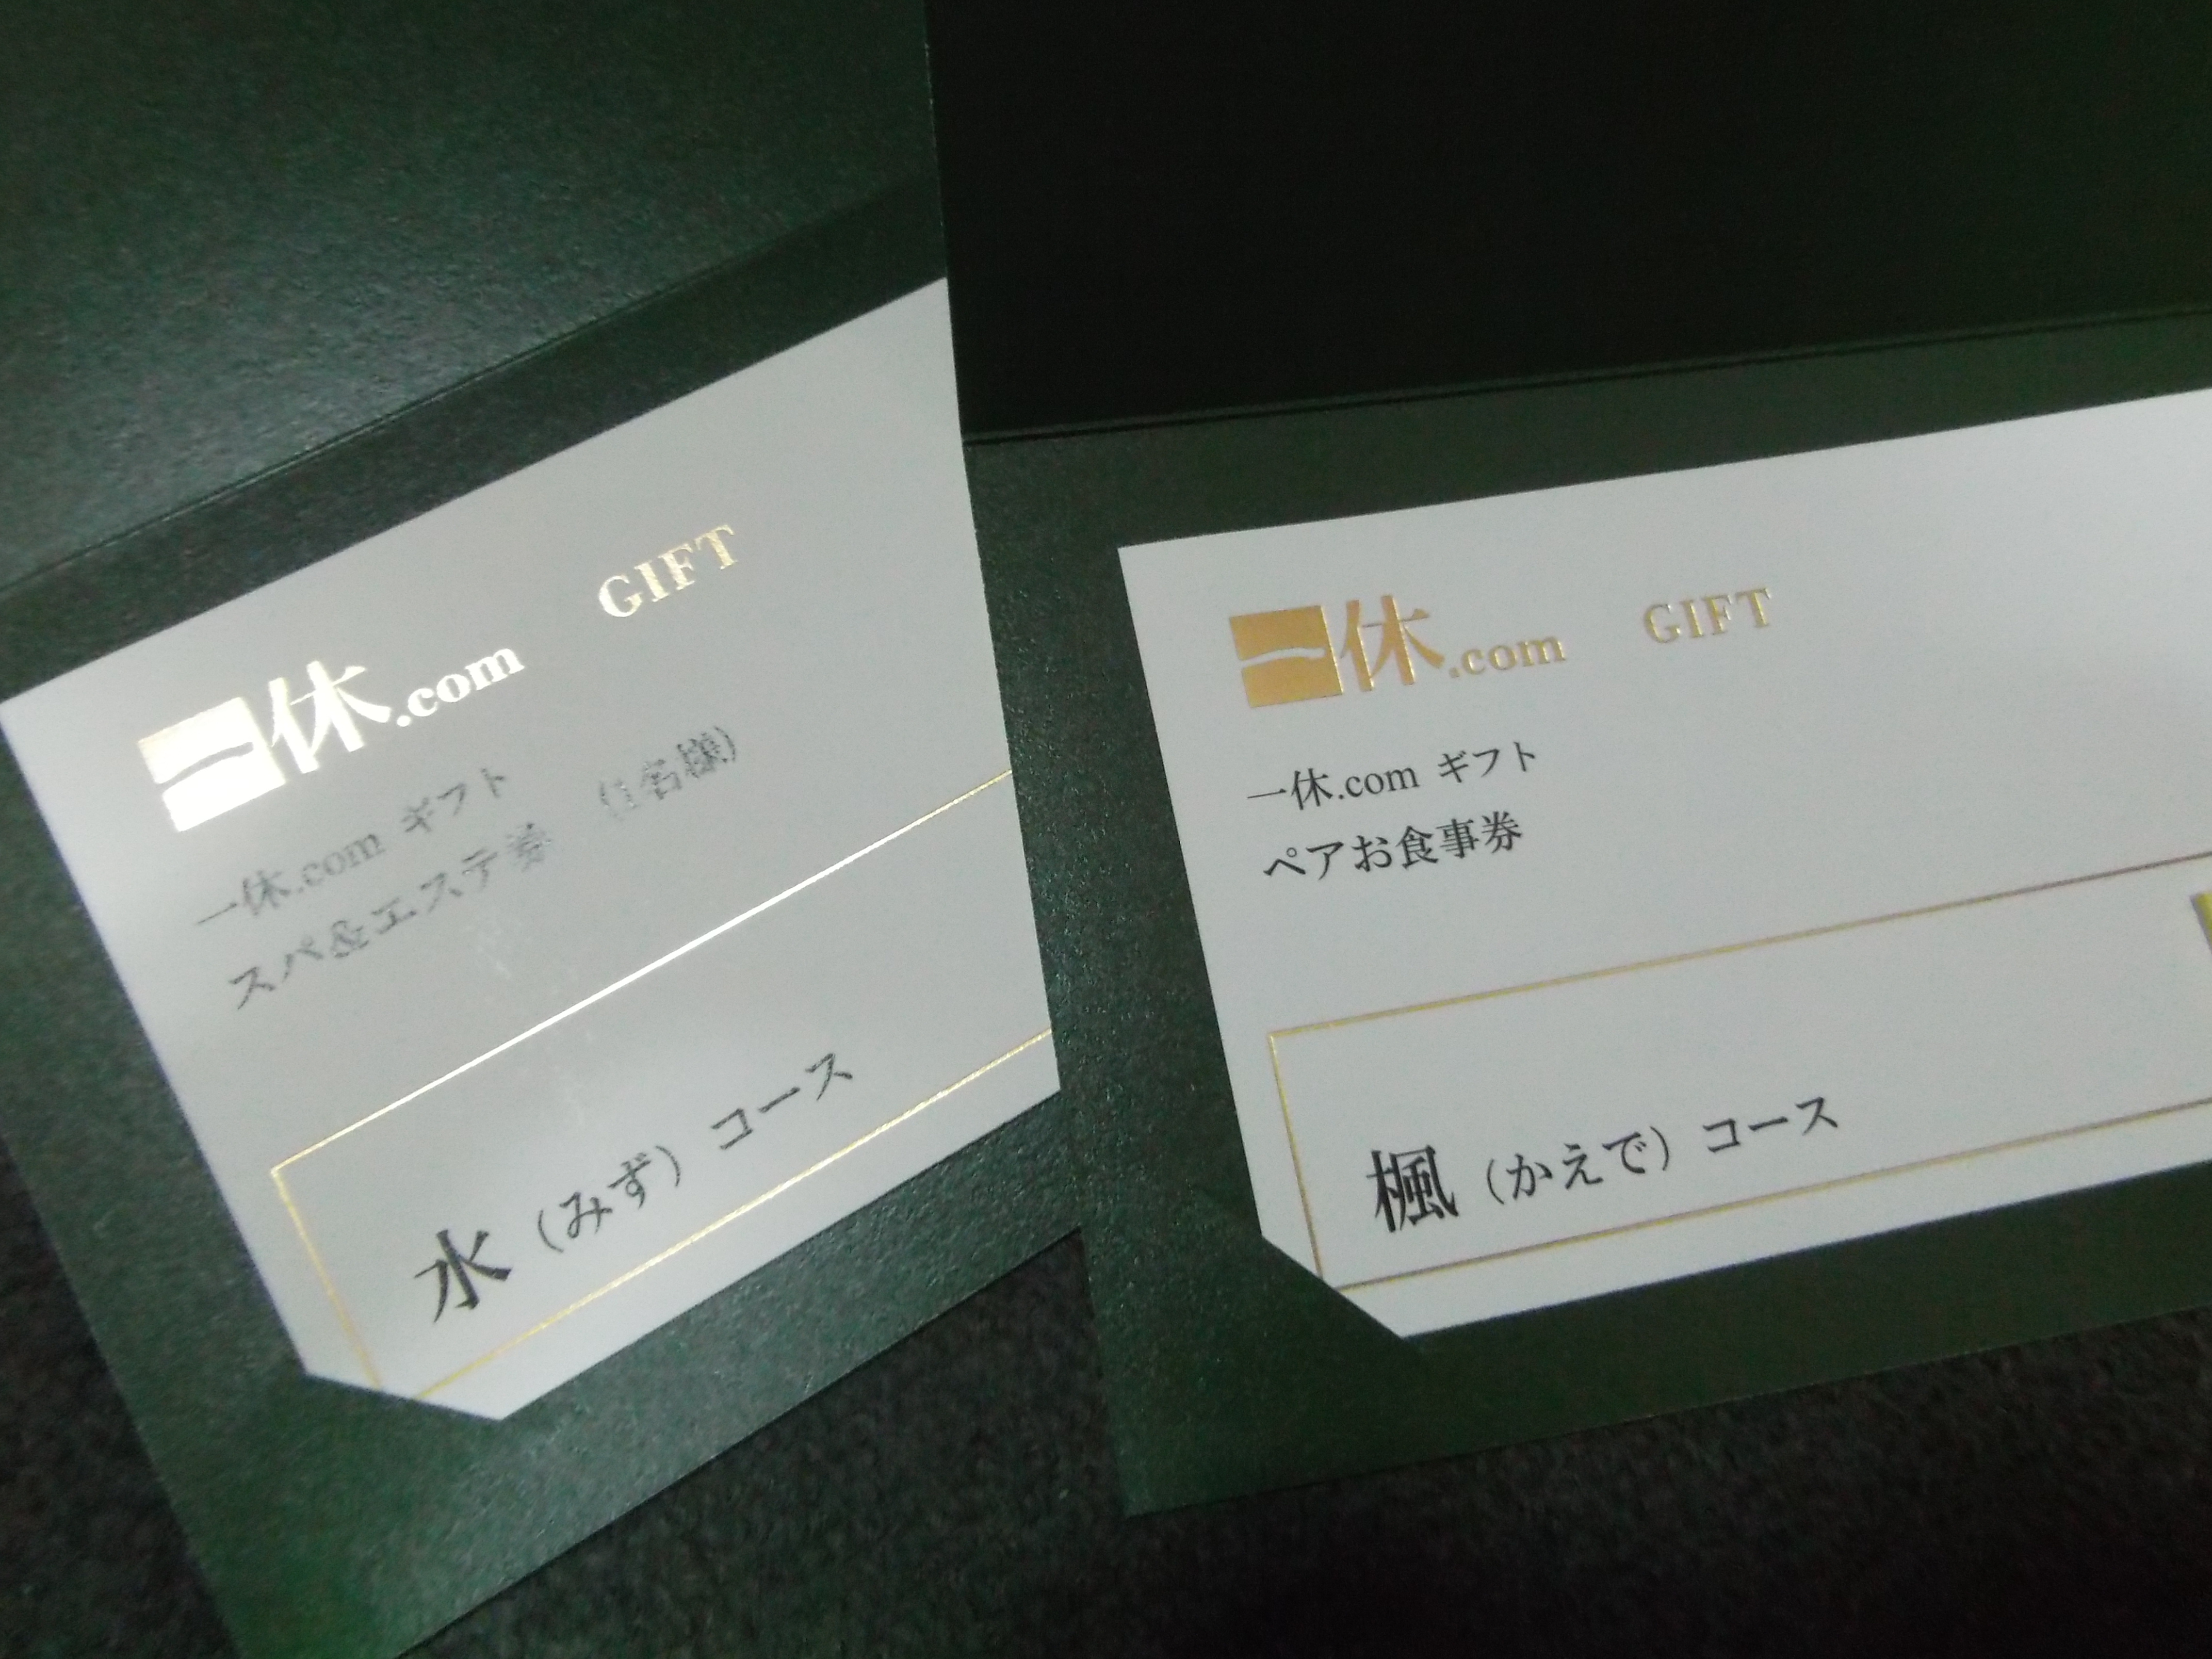 一休.com GIFT
一休.com ギフト
スパ&エステ券 (1名様)
水（みず）コース
一休.com GIFT
一休.com ギフト
ペアお食事券
楓（かえで）コース